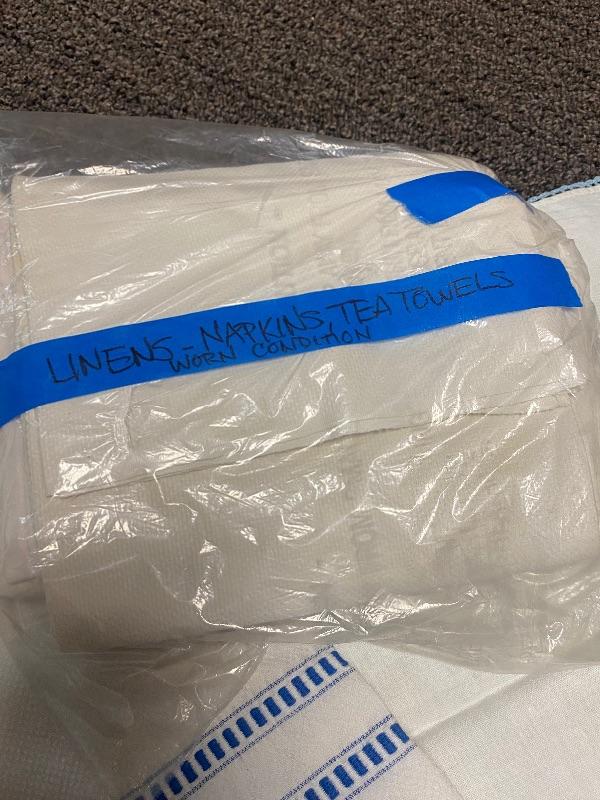 LINENS - NAPKINS TEA TOWELS
WORN CONDITION